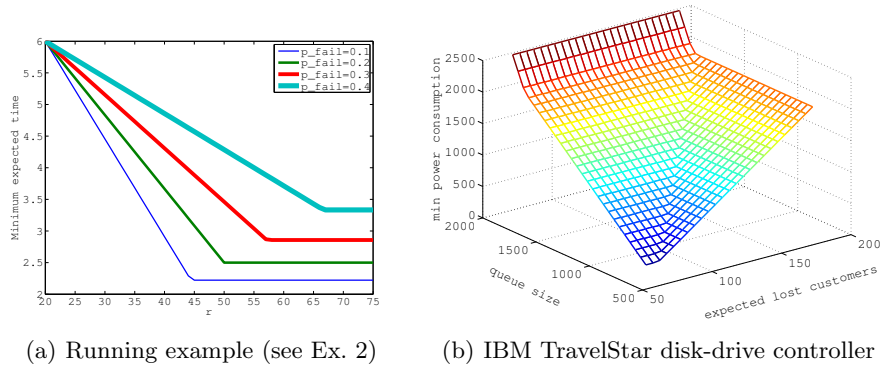 6
5.5
5
4.5
4
3.5
3
2.5
2
Minimum expected time
20 25 30 35 40 45 50 55 60 65 70 75
r
p_fail=0.1
p_fail=0.2
p_fail=0.3
p_fail=0.4
(a) Running example (see Ex. 2)
2500
2000
1500
1000
500
0
min power consumption
2000
1500
1000
500
queue size
50
100
150
200
expected lost customers
(b) IBM TravelStar disk-drive controller